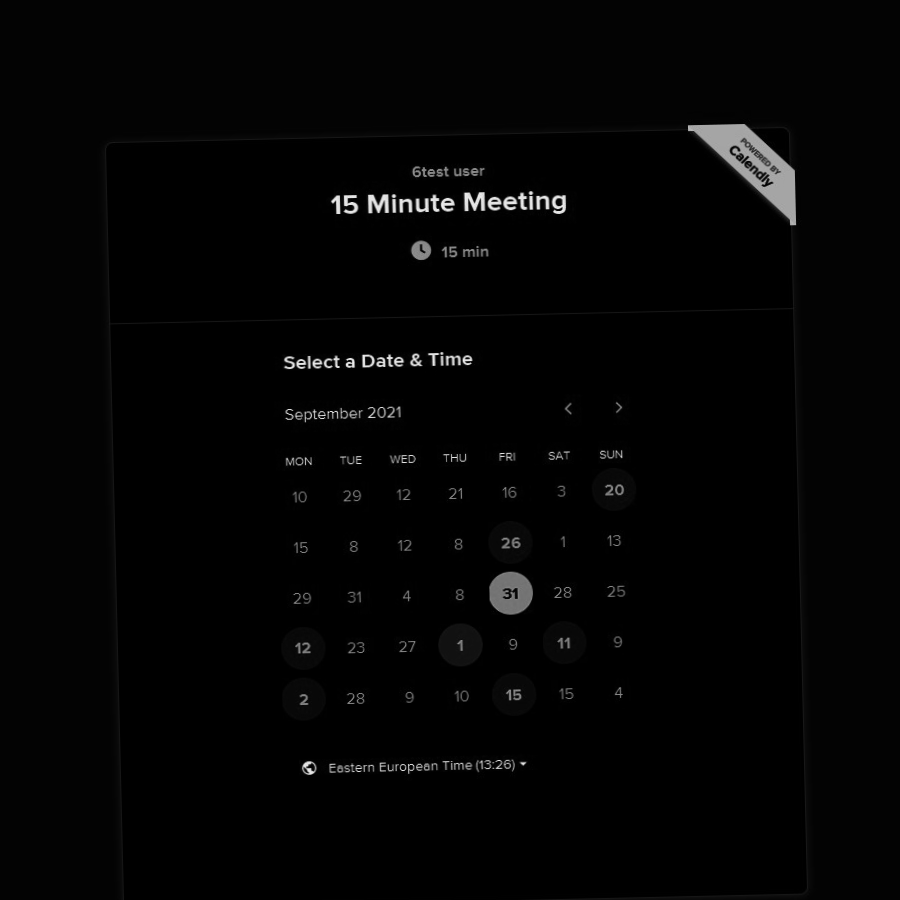 POWERED BY
Calendly
6test user
15 Minute Meeting
15 min
Select a Date & Time
September 2021
MON TUE WED THU FRI SAT SUN
10 29 12 21 16 3 20
15 8 12 8 26 1 13
29 31 4 8 31 28 25
12 23 27 1 9 11 9
2 28 9 10 15 15 4
Eastern European Time (13:26)